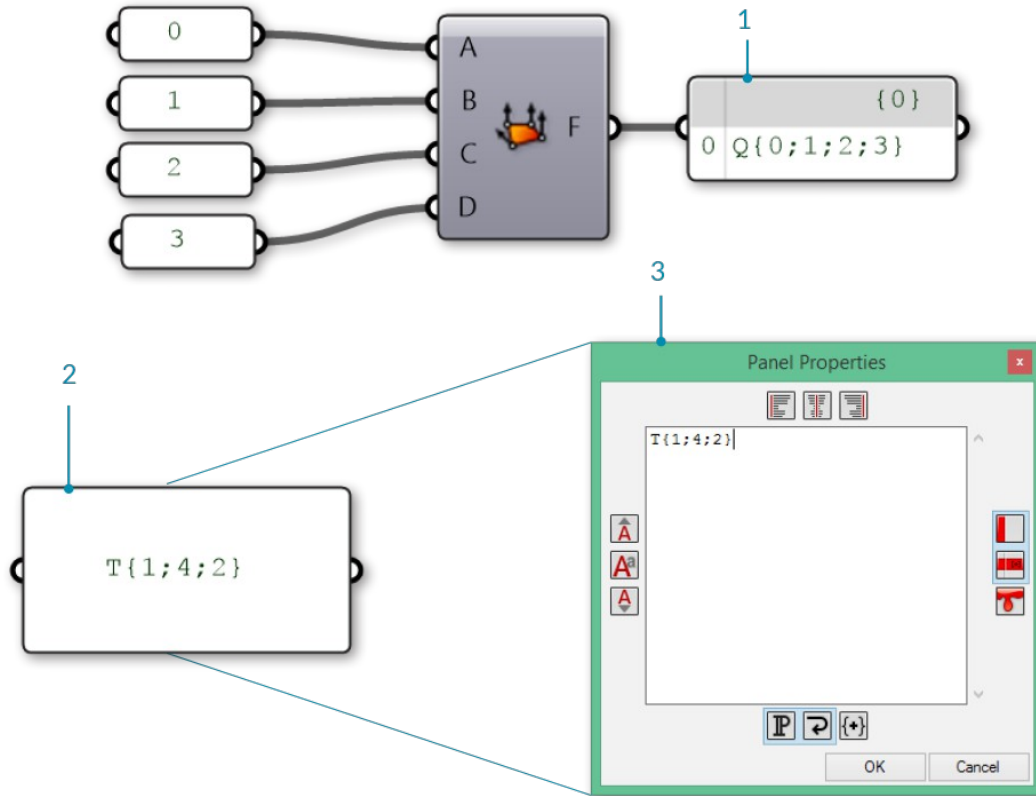 1
0
1
2
3
A
B
C
D
F
{0}
0 Q{0;1;2;3}
3
2
T{1;4;2}
Panel Properties
x
T{1;4;2}
A
Aa
A
P
{+}
OK Cancel